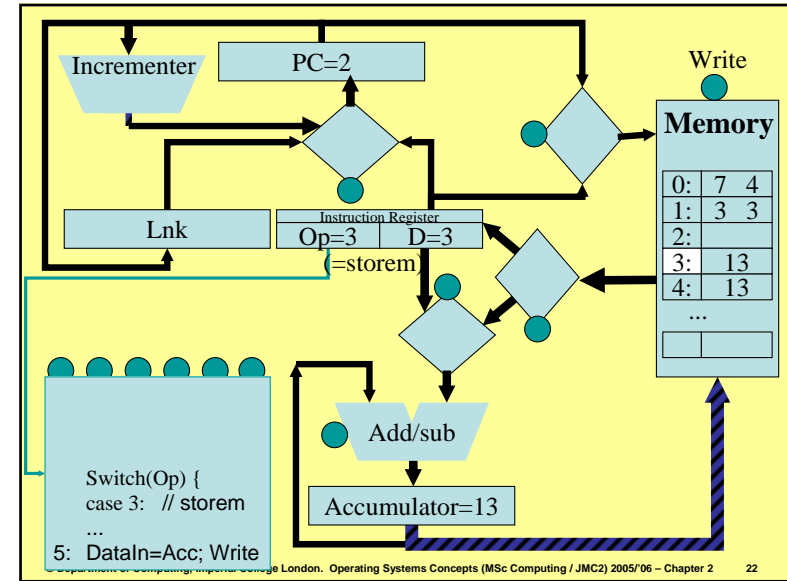 Incrementer
PC=2
Write
Memory
0: 7 4
1: 3 3
2:
3: 13
4: 13
...
Lnk
Instruction Register
Op=3 D=3
(=storem)
Add/sub
Accumulator=13
Switch(Op) {
case 3: // storem
...
5: DataIn=Acc; Write
Department of Computing, Imperial College London. Operating Systems Concepts (MSc Computing / JMC2) 2005/'06 – Chapter 2 22